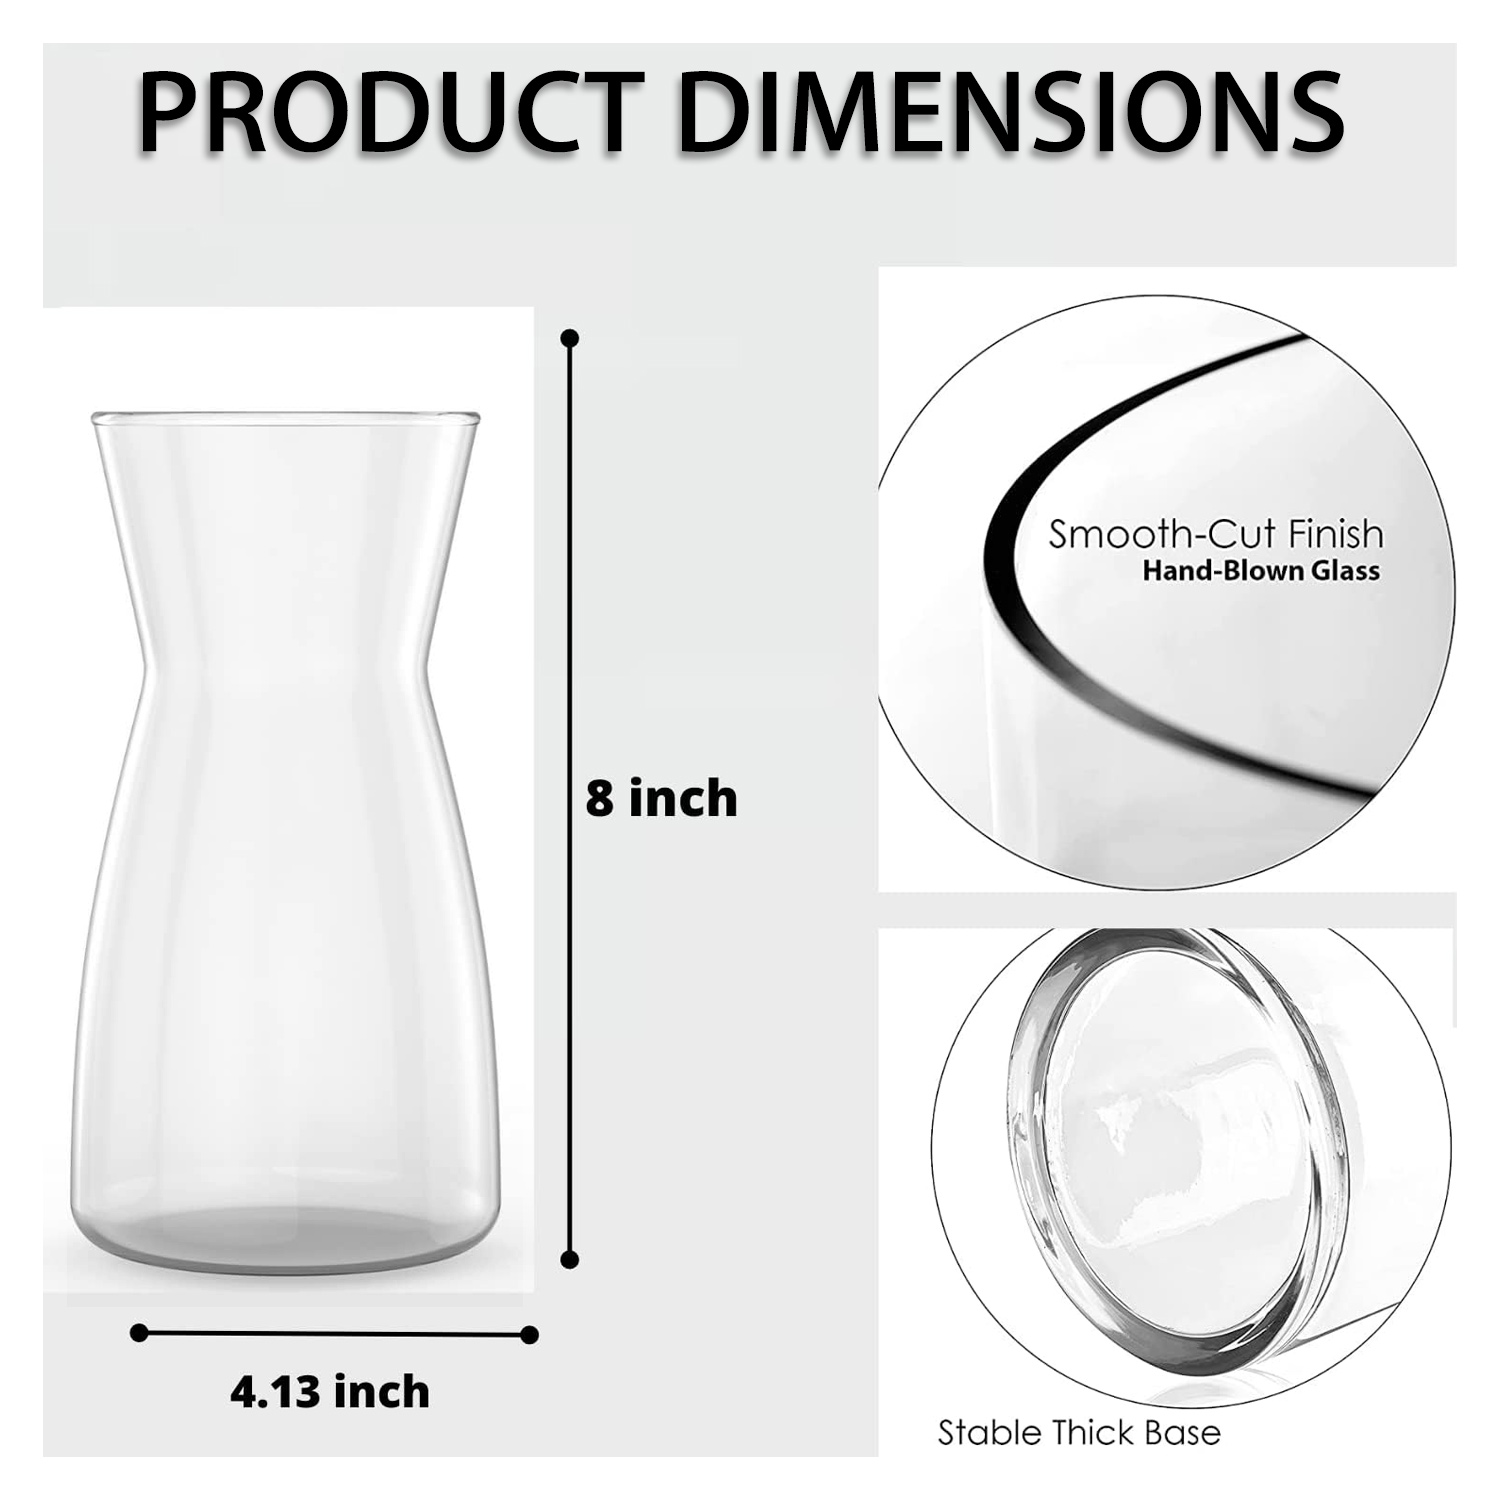 PRODUCT DIMENSIONS
8 inch
4.13 inch
Smooth-Cut Finish
Hand-Blown Glass
Stable Thick Base